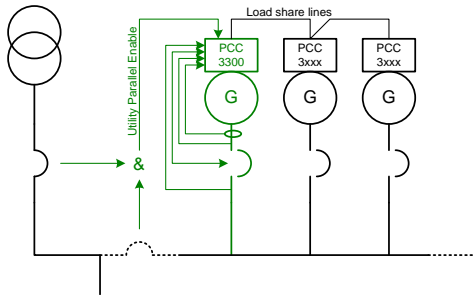 Load share lines
Utility Parallel Enable
PCC
3300
PCC
3xxx
PCC
3xxx
G
G
G
&